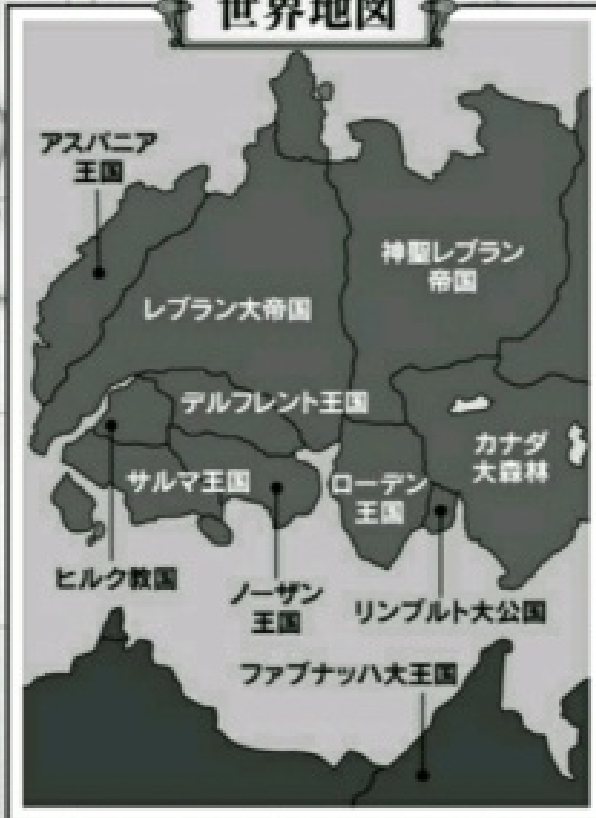 世界地図
アスパニア
王国
神聖レブラン
帝国
レブラン大帝国
デルフレント王国
カナダ
大森林
サルマ王国
ローデン
王国
ヒルク教国
ノーザン
王国
リンブルト大公国
ファブナッハ大王国